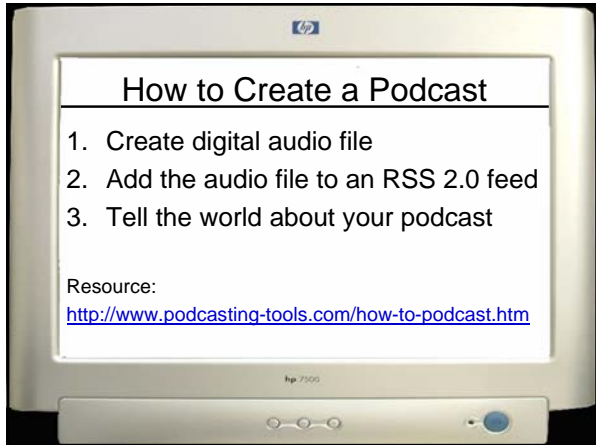 hp
How to Create a Podcast
1. Create digital audio file
2. Add the audio file to an RSS 2.0 feed
3. Tell the world about your podcast
Resource:
http://www.podcasting-tools.com/how-to-podcast.htm
hp 7500